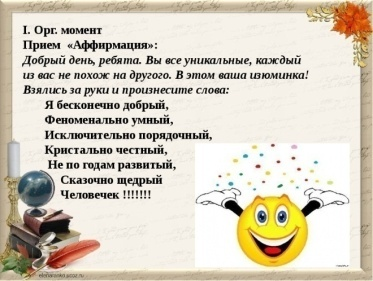 I. Орг. момент
Прием «Аффирмация»:
Добрый день, ребята. Вы все уникальные, каждый
из вас не похож на другого. В этом ваша изюминка!
Взялись за руки и произнесите слова:
Я бесконечно добрый,
Феноменально умный,
Исключительно порядочный,
Кристально честный,
Не по годам развитый,
Сказочно щедрый
Человечек !!!!!!!